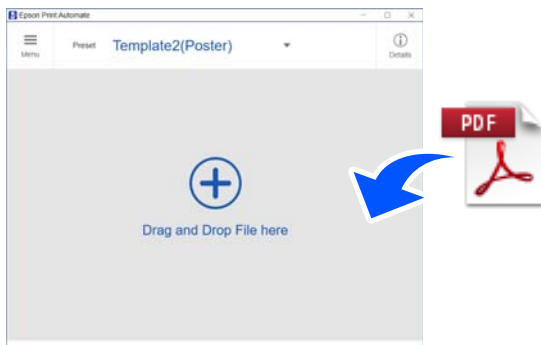 Epson Print Automate
Menu
Preset
Template2(Poster)
Details
PDF
Drag and Drop File here